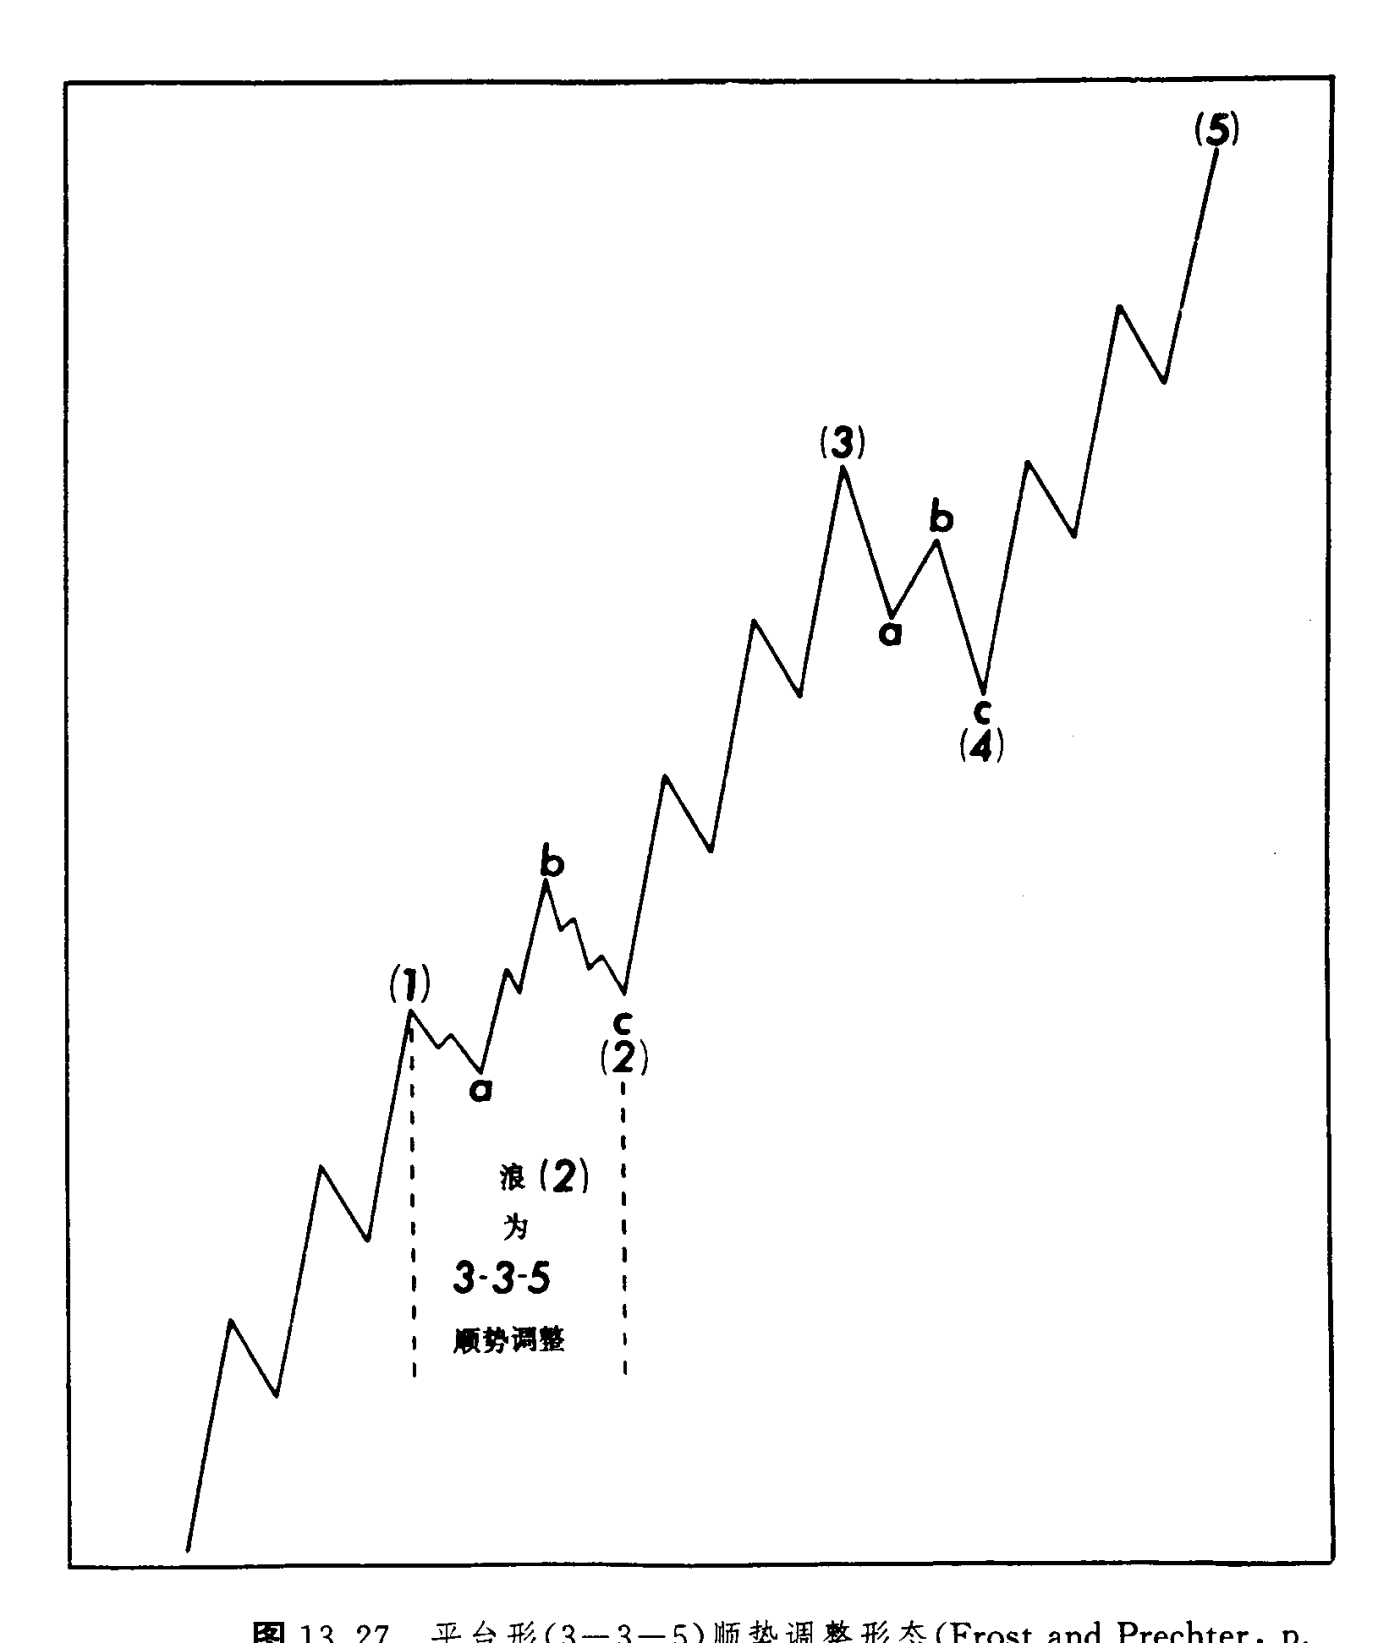 (5)
(3)
b
a
c
(4)
b
(1)
c
(2)
a
浪(2)
为
3-3-5
顺势调整
图 13.27 平台形(3—3—5)顺势调整形态(Frost and Prechter, p.